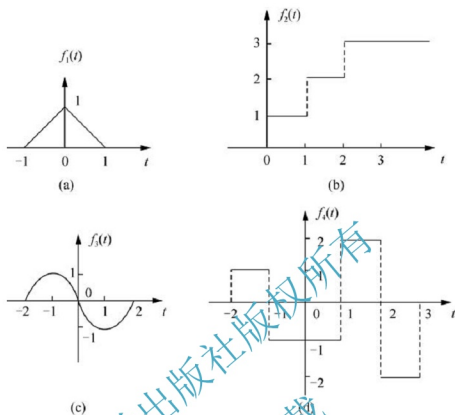 f₁(t)
1
-1 0 1 t
(a)
f₂(t)
3
2
1
0 1 2 3 t
(b)
f₃(t)
1
0
-2 -1 1 2 t
-1
(c)
f₄(t)
2
1
-2 -1 0 1 2 3 t
-1
-2
出版社版权所有